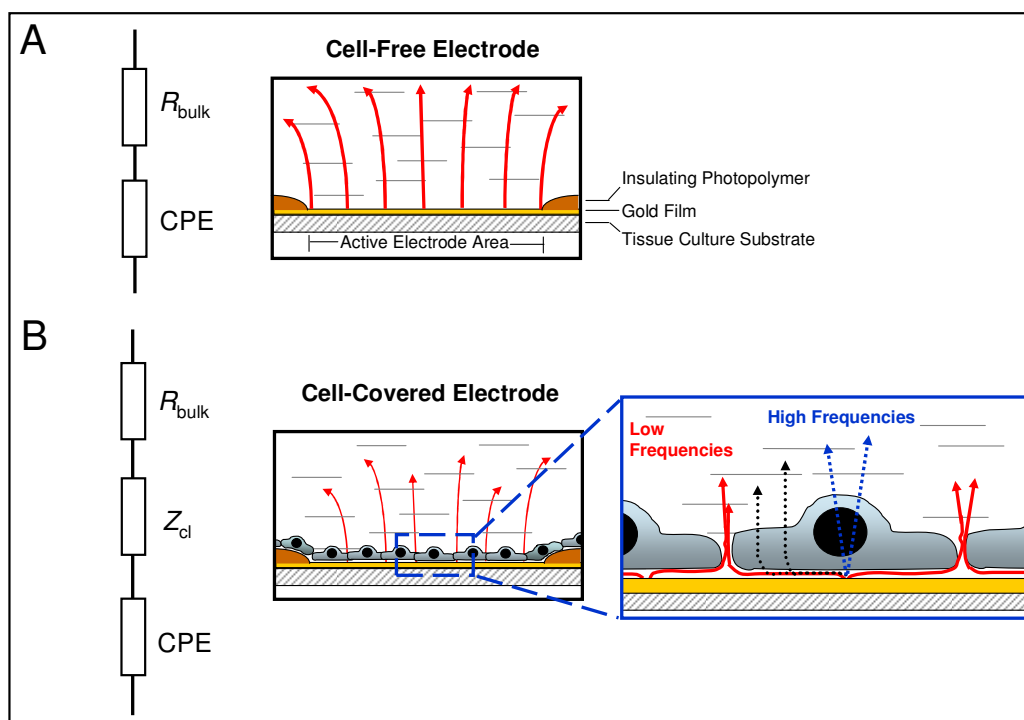 A
Cell-Free Electrode
R bulk
CPE
Insulating Photopolymer
Gold Film
Tissue Culture Substrate
Active Electrode Area
B
Cell-Covered Electrode
R bulk
Z cl
CPE
Low
Frequencies
High Frequencies